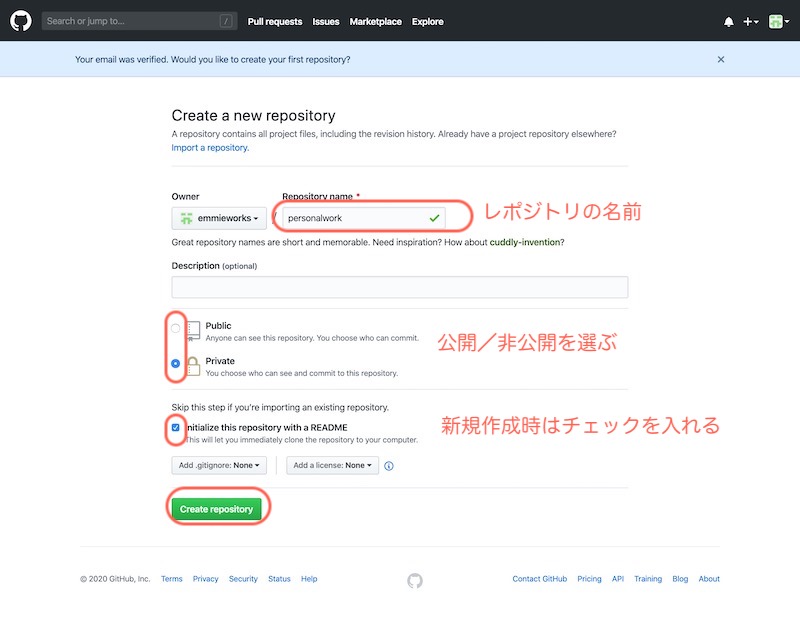 Search or jump to...
/
Pull requests
Issues
Marketplace
Explore
Your email was verified. Would you like to create your first repository?
Create a new repository
A repository contains all project files, including the revision history. Already have a project repository elsewhere?
Import a repository.
Owner
Repository name *
emmieworks
/
personalwork
レポジトリの名前
Great repository names are short and memorable. Need inspiration? How about cuddly-invention?
Description (optional)
Public
Anyone can see this repository. You choose who can commit.
公開／非公開を選ぶ
Private
You choose who can see and commit to this repository.
Skip this step if you're importing an existing repository.
新規作成時はチェックを入れる
Initialize this repository with a README
This will let you immediately clone the repository to your computer.
Add .gitignore: None
Add a license: None
Create repository
© 2020 GitHub, Inc.
Terms
Privacy
Security
Status
Help
Contact GitHub
Pricing
API
Training
Blog
About